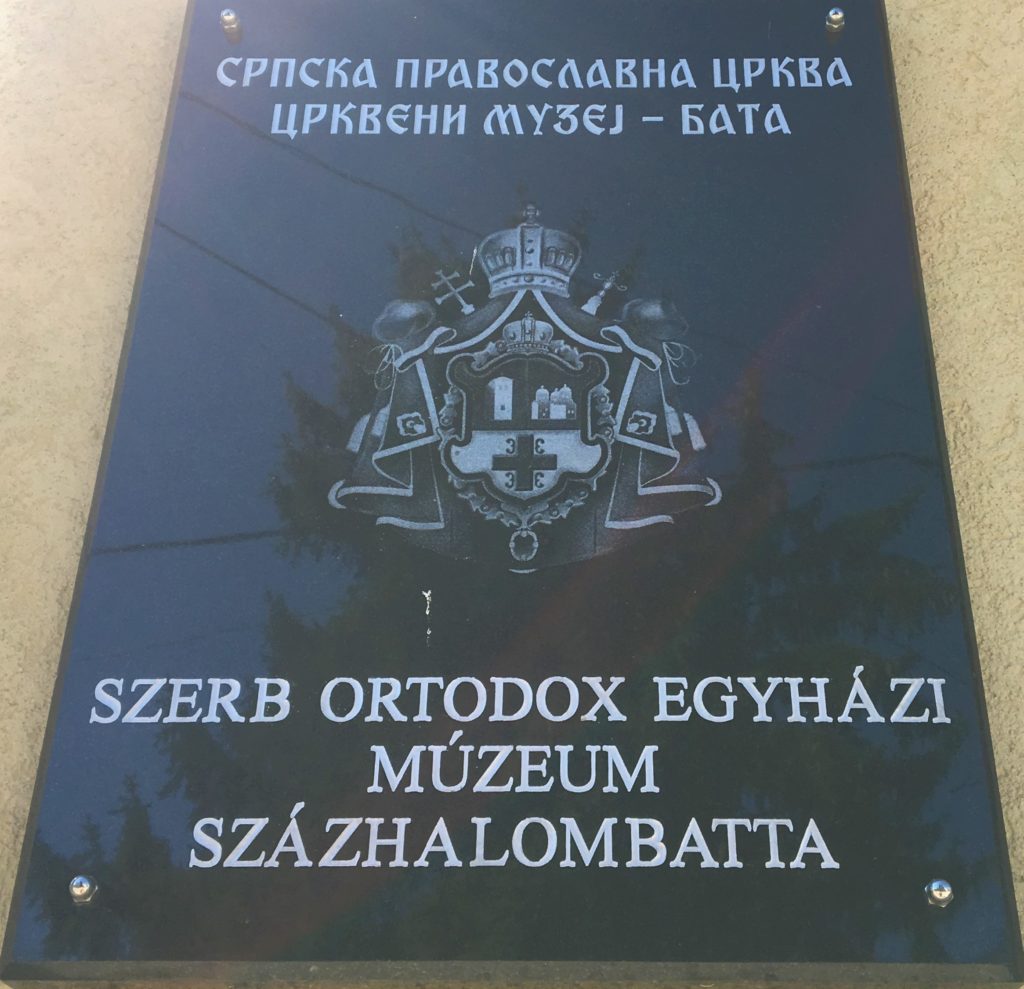 СРПСКА ПРАВОСЛАВНА ЦРКВА
ЦРКВЕНИ МУЗЕЈ – БАТА
SZERB ORTODOX EGYHÁZI
MÚZEUM
SZÁZHALOMBATTA